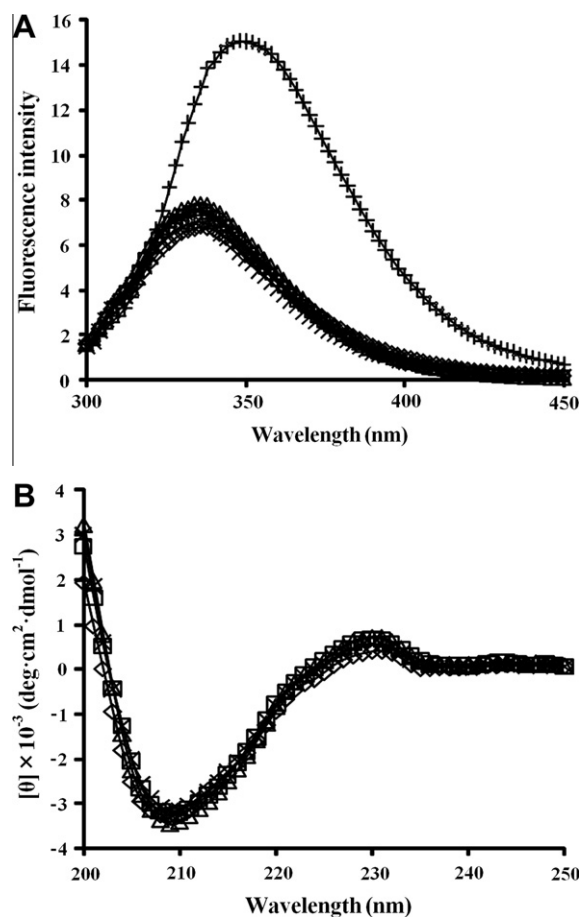 A
Fluorescence intensity
16
14
12
10
8
6
4
2
0
300 350 400 450
Wavelength (nm)
B
[θ] × 10⁻³ (deg·cm²·dmol⁻¹)
4
3
2
1
0
-1
-2
-3
-4
200 210 220 230 240 250
Wavelength (nm)